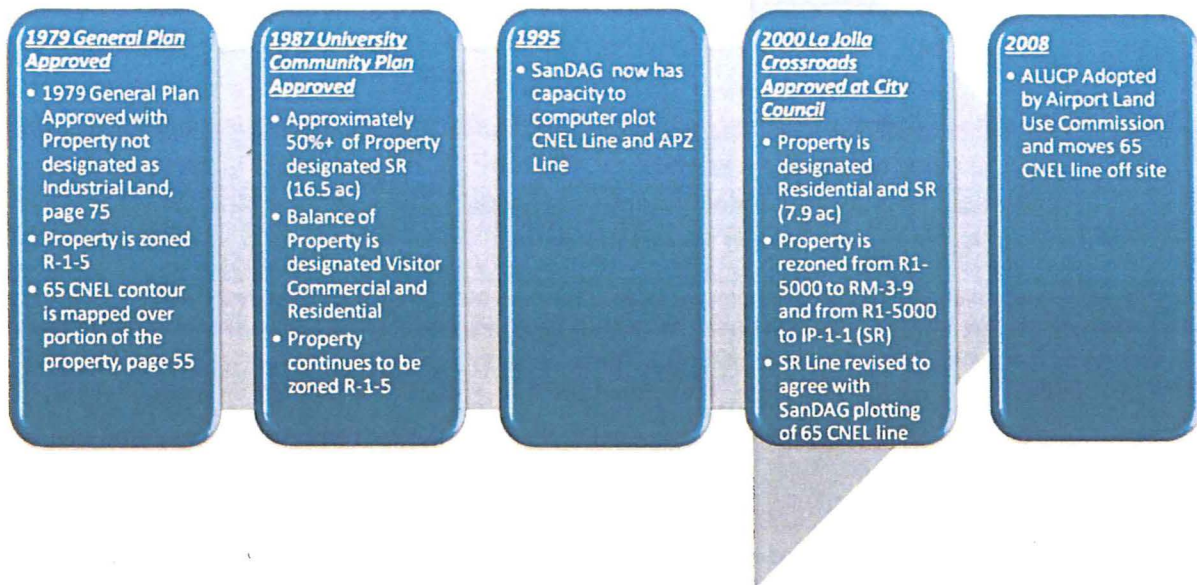 1979 General Plan
Approved
• 1979 General Plan
Approved with
Property not
designated as
Industrial Land,
page 75
• Property is zoned
R-1-5
• 65 CNEL contour
is mapped over
portion of the
property, page 55
1987 University
Community Plan
Approved
• Approximately
50%+ of Property
designated SR
(16.5 ac)
• Balance of
Property is
designated Visitor
Commercial and
Residential
• Property
continues to be
zoned R-1-5
1995
• SanDAG now has
capacity to
computer plot
CNEL Line and APZ
Line
2000 La Jolla
Crossroads
Approved at City
Council
• Property is
designated
Residential and SR
(7.9 ac)
• Property is
rezoned from R1-
5000 to RM-3-9
and from R1-5000
to IP-1-1 (SR)
• SR Line revised to
agree with
SanDAG plotting
of 65 CNEL line
2008
• ALUCP Adopted
by Airport Land
Use Commission
and moves 65
CNEL line off site